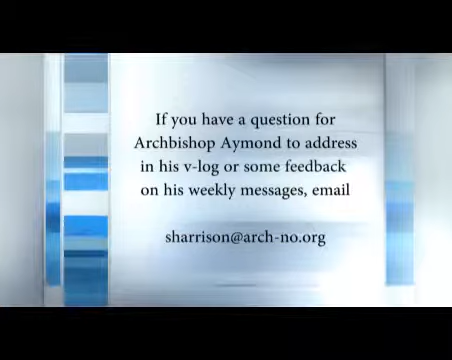 If you have a question for
Archbishop Aymond to address
in his v-log or some feedback
on his weekly messages, email
sharrison@arch-no.org